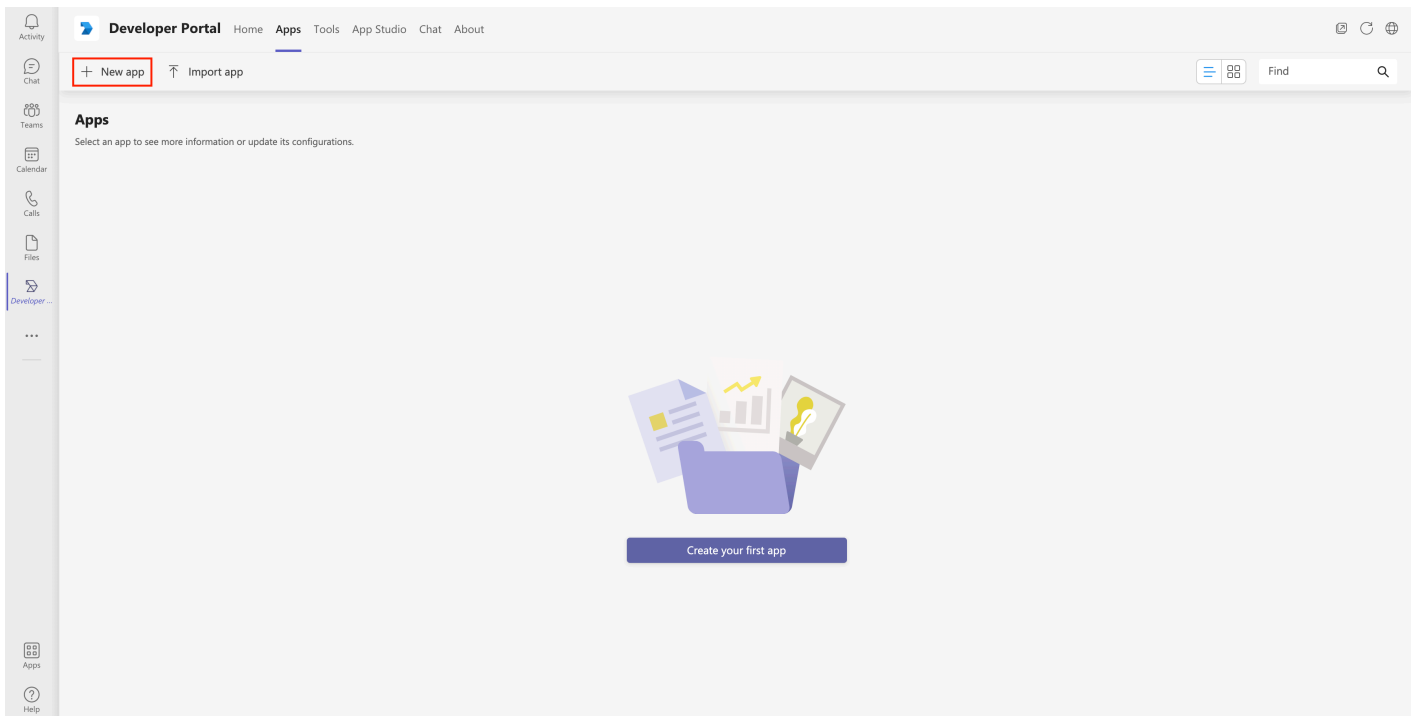 Activity
Chat
Teams
Calendar
Calls
Files
Developer ...
Apps
Help
Developer Portal Home Apps Tools App Studio Chat About
New app Import app Find
Apps
Select an app to see more information or update its configurations.
Create your first app